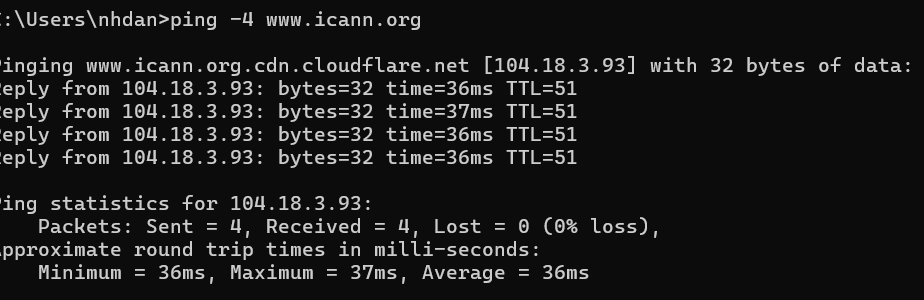 :\Users\nhdan>ping -4 www.icann.org
Pinging www.icann.org.cdn.cloudflare.net [104.18.3.93] with 32 bytes of data:
Reply from 104.18.3.93: bytes=32 time=36ms TTL=51
Reply from 104.18.3.93: bytes=32 time=37ms TTL=51
Reply from 104.18.3.93: bytes=32 time=36ms TTL=51
Reply from 104.18.3.93: bytes=32 time=36ms TTL=51
Ping statistics for 104.18.3.93:
Packets: Sent = 4, Received = 4, Lost = 0 (0% loss),
Approximate round trip times in milli-seconds:
Minimum = 36ms, Maximum = 37ms, Average = 36ms